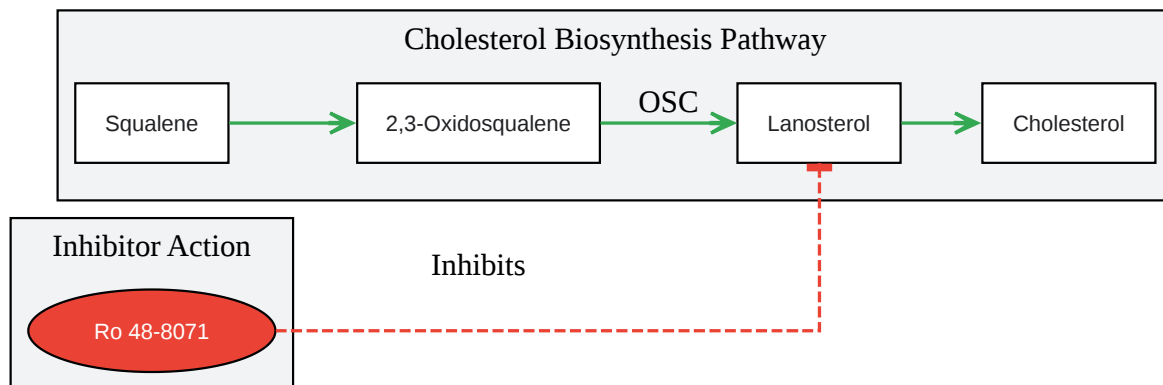 Cholesterol Biosynthesis Pathway
Squalene
2,3-Oxidosqualene
OSC
Lanosterol
Cholesterol
Inhibitor Action
Inhibits
Ro 48-8071